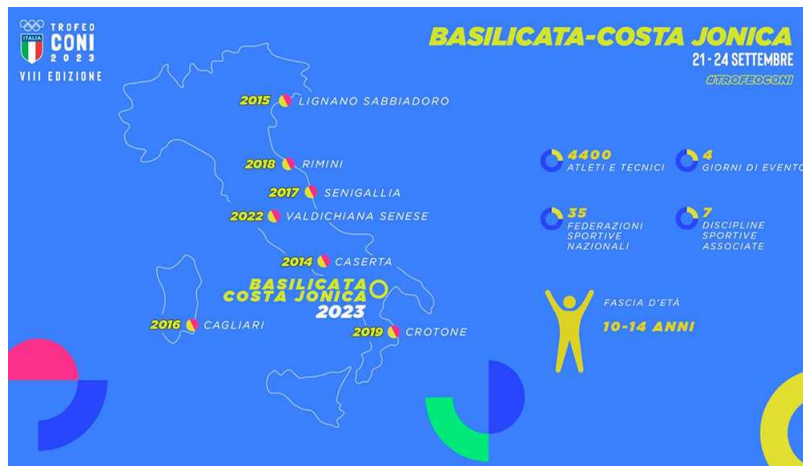 TROFEO
CONI
2023
ITALIA
VIII EDIZIONE
BASILICATA-COSTA JONICA
21-24 SETTEMBRE
#TROFEOCONI
2015 LIGNANO SABBIADORO
2018 RIMINI
2017 SENIGALLIA
2022 VALDICHIANA SENESE
2014 CASERTA
BASILICATA
COSTA JONICA
2023
2016 CAGLIARI
2019 CROTONE
4400
ATLETI E TECNICI
4
GIORNI DI EVENTO
35
FEDERAZIONI
SPORTIVE
NAZIONALI
7
DISCIPLINE
SPORTIVE
ASSOCIATE
FASCIA D'ETÀ
10-14 ANNI